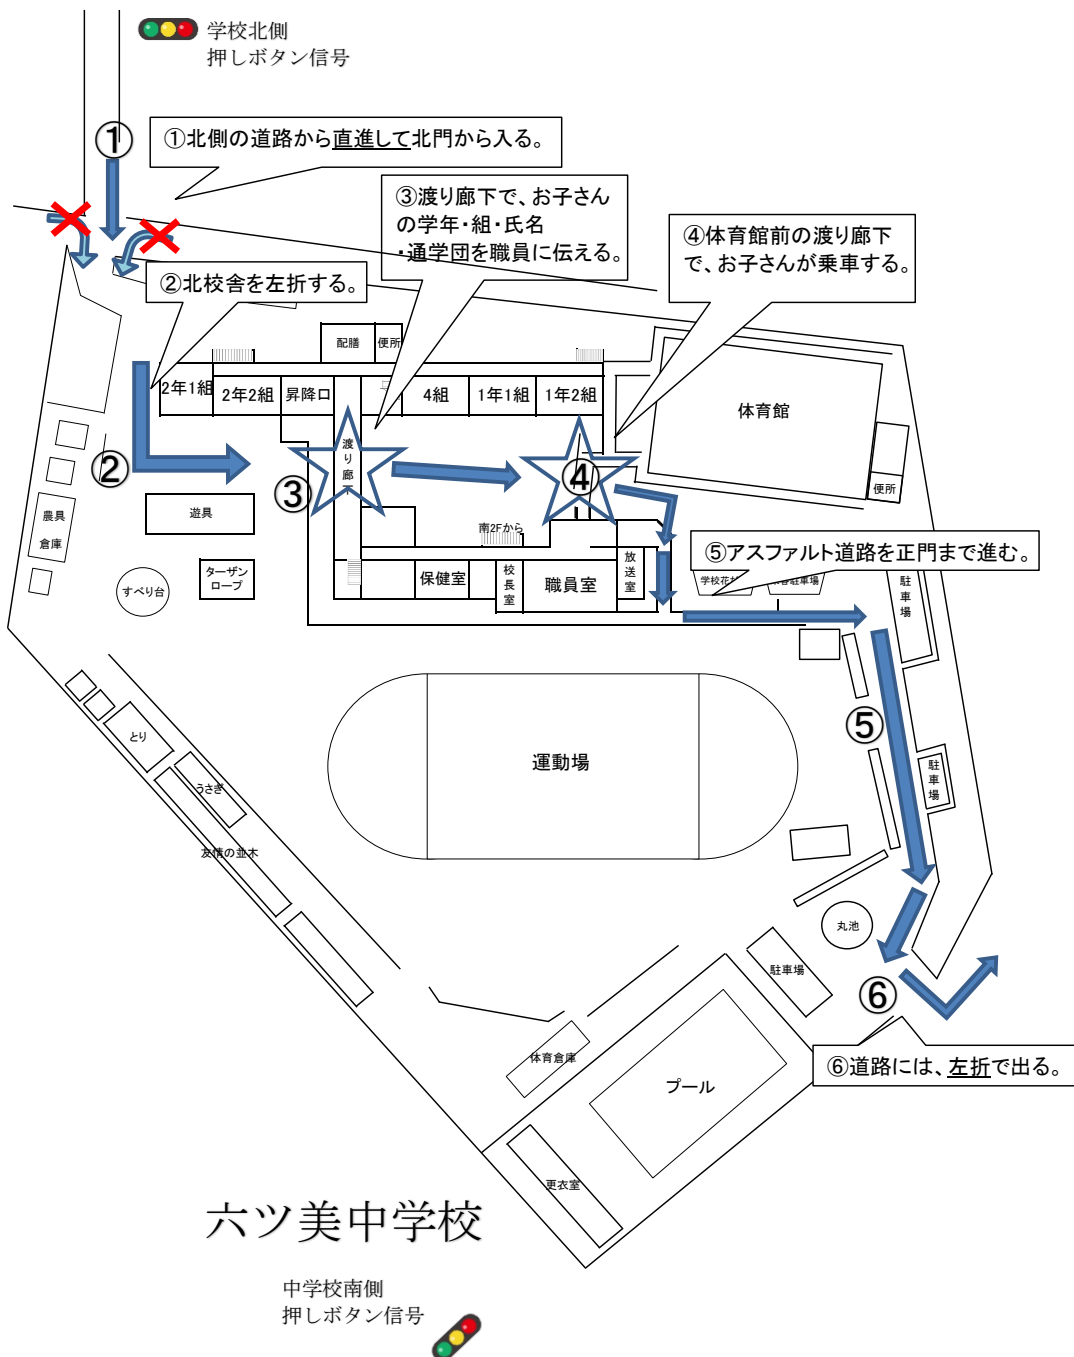 学校北側
押しボタン信号
①
①北側の道路から直進して北門から入る。
③渡り廊下で、お子さん
の学年・組・氏名
・通学団を職員に伝える。
④体育館前の渡り廊下
で、お子さんが乗車する。
②北校舎を左折する。
配膳
便所
2年1組
2年2組
昇降口
4組
1年1組
1年2組
体育館
渡り廊
②
③
④
便所
農具
倉庫
遊具
南2Fから
⑤アスファルト道路を正門まで進む。
すべり台
ターザン
ロープ
保健室
校長室
職員室
放送室
学校花
駐車場
駐車場
運動場
⑤
駐車場
とり
うさぎ
友情の並木
丸池
駐車場
⑥
体育倉庫
プール
⑥道路には、左折で出る。
更衣室
六ツ美中学校
中学校南側
押しボタン信号